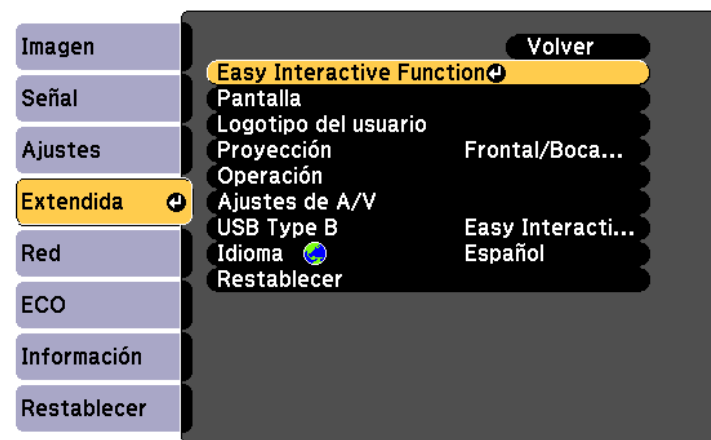 Imagen
Señal
Ajustes
Extendida
Red
ECO
Información
Restablecer
Volver
Easy Interactive Function
Pantalla
Logotipo del usuario
Proyección Frontal/Boca...
Operación
Ajustes de A/V
USB Type B Easy Interacti...
Idioma Español
Restablecer